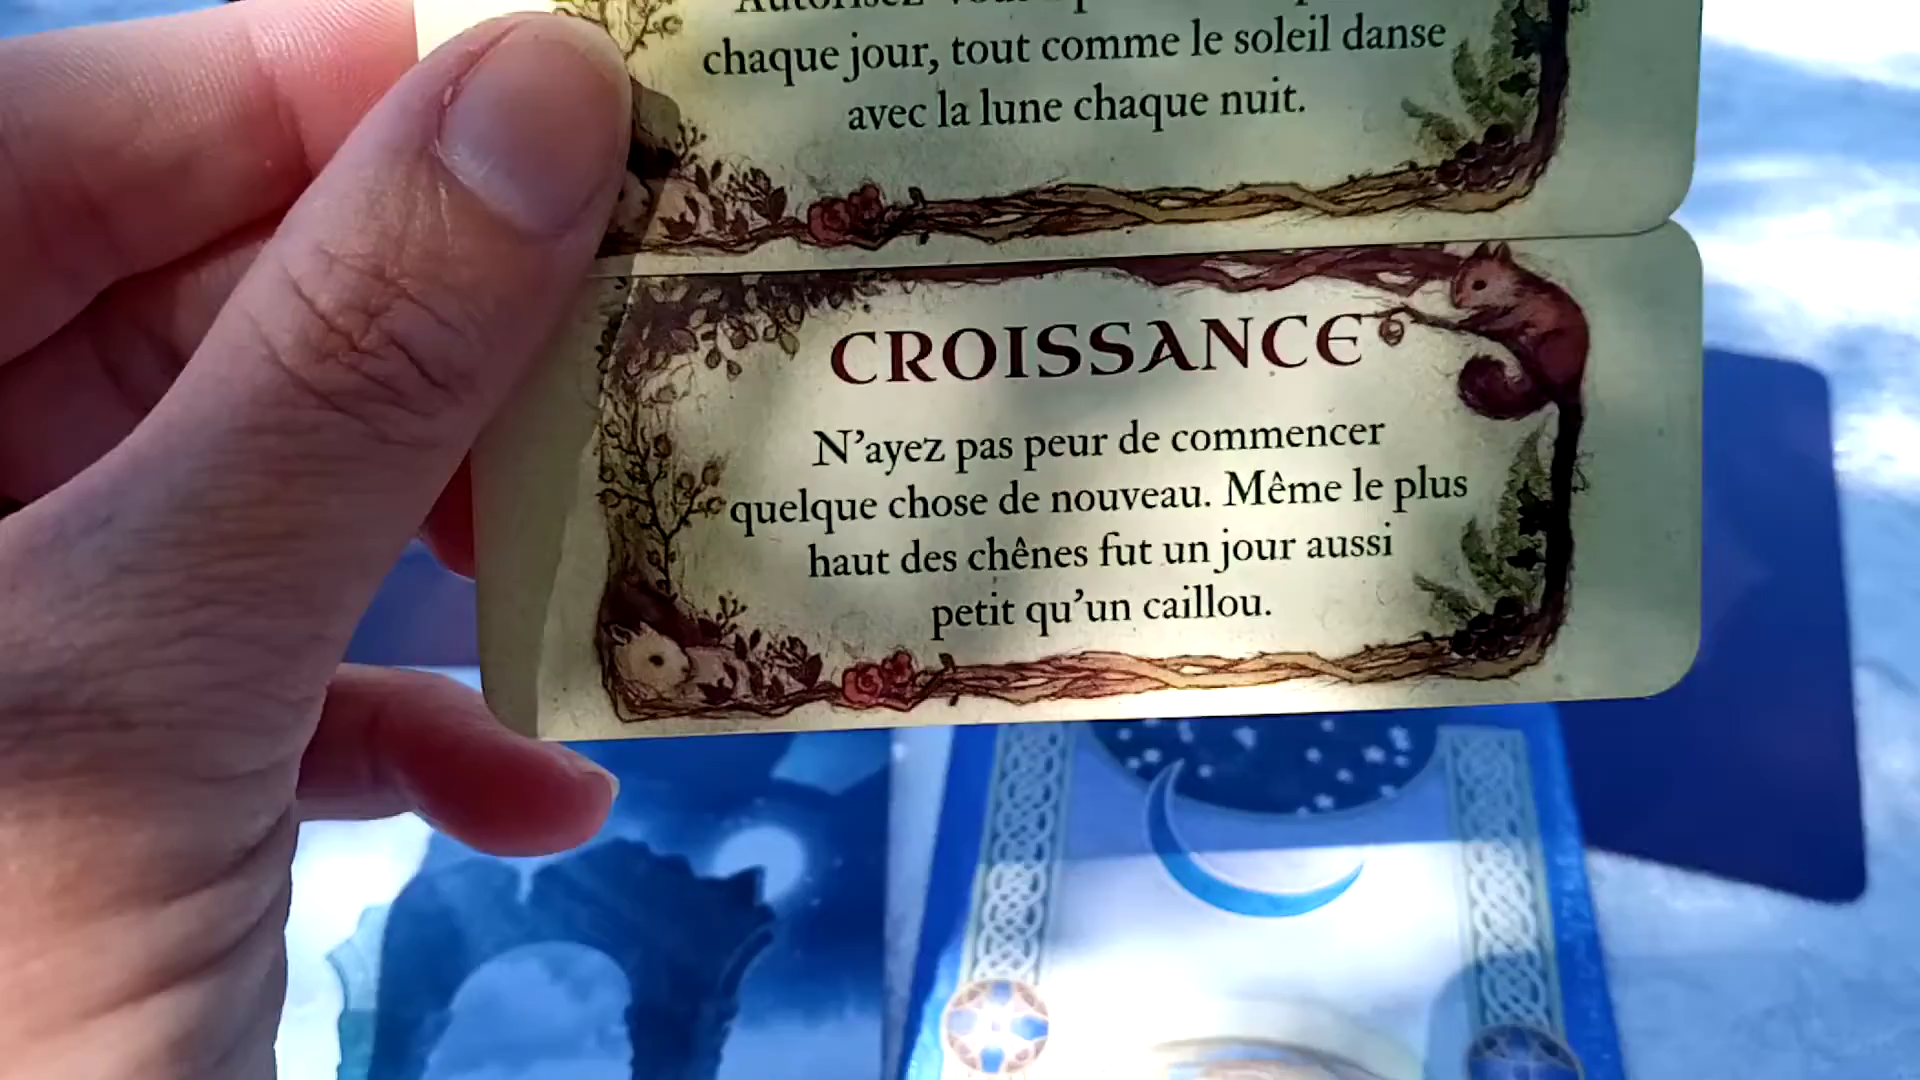 chaque jour, tout comme le soleil danse
avec la lune chaque nuit.
CROISSANCE
N'ayez pas peur de commencer
quelque chose de nouveau. Même le plus
haut des chênes fut un jour aussi
petit qu'un caillou.